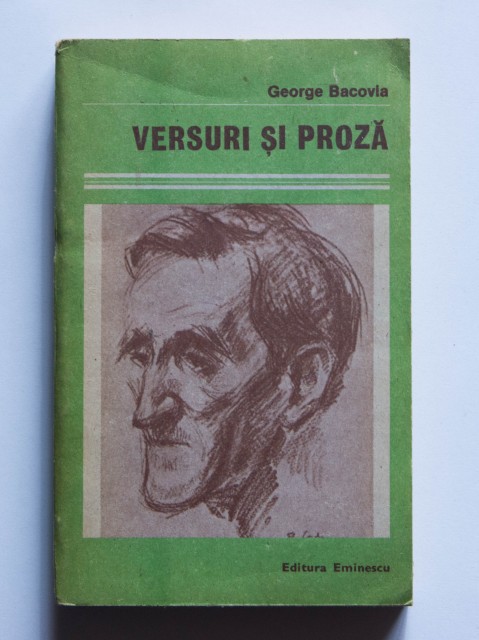 George Bacovia
VERSURI ȘI PROZĂ
Editura Eminescu